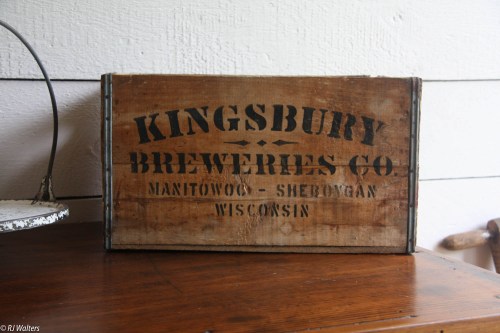 KINGSBURY
BREWERIES CO.
MANITOWOC - SHEBOYGAN
WISCONSIN
© RJ Walters